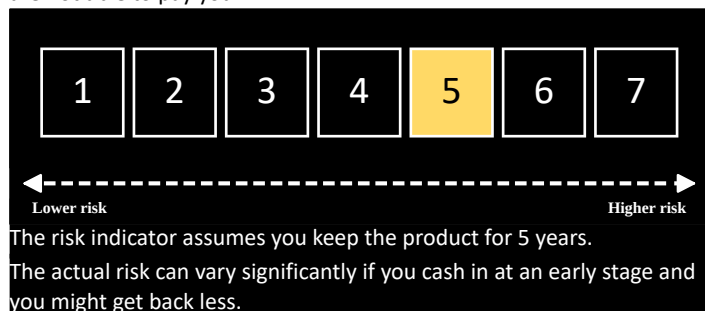 1 2 3 4 5 6 7
Lower risk Higher risk
The risk indicator assumes you keep the product for 5 years.
The actual risk can vary significantly if you cash in at an early stage and
you might get back less.